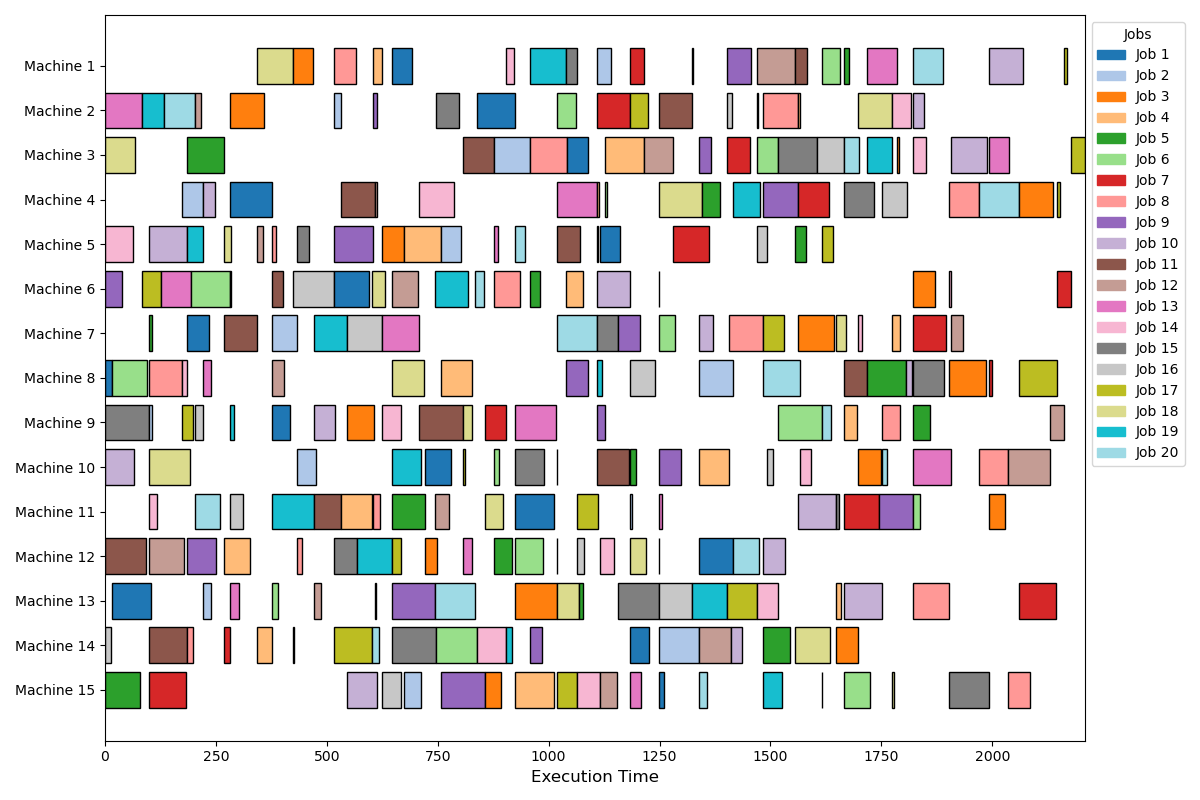 Machine 1
Machine 2
Machine 3
Machine 4
Machine 5
Machine 6
Machine 7
Machine 8
Machine 9
Machine 10
Machine 11
Machine 12
Machine 13
Machine 14
Machine 15
0 250 500 750 1000 1250 1500 1750 2000
Execution Time
Jobs
Job 1
Job 2
Job 3
Job 4
Job 5
Job 6
Job 7
Job 8
Job 9
Job 10
Job 11
Job 12
Job 13
Job 14
Job 15
Job 16
Job 17
Job 18
Job 19
Job 20